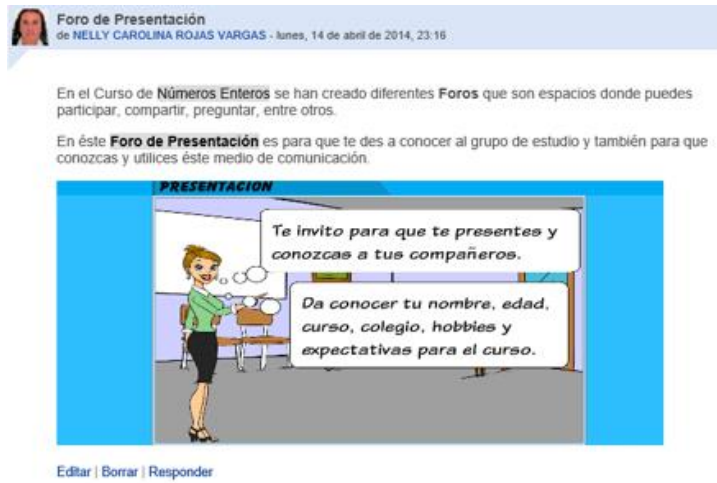 Foro de Presentación
de NELLY CAROLINA ROJAS VARGAS - lunes, 14 de abril de 2014, 23:16
En el Curso de Números Enteros se han creado diferentes Foros que son espacios donde puedes
participar, compartir, preguntar, entre otros.
En éste Foro de Presentación es para que te des a conocer al grupo de estudio y también para que
conozcas y utilices éste medio de comunicación.
PRESENTACION
Te invito para que te presentes y
conozcas a tus compañeros.
Da conocer tu nombre, edad,
curso, colegio, hobbies y
expectativas para el curso.
Editar | Borrar | Responder